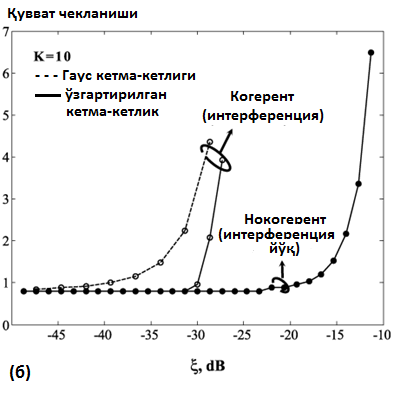 Қувват чекланиши
7
6
5
4
3
2
1
0
K=10
Гаус кетма-кетлиги
ўзгартирилган
кетма-кетлик
Когерент
(интерференция)
Нокогерент
(интерференция
йўқ)
-45 -40 -35 -30 -25 -20 -15 -10
(б)
ξ, dB